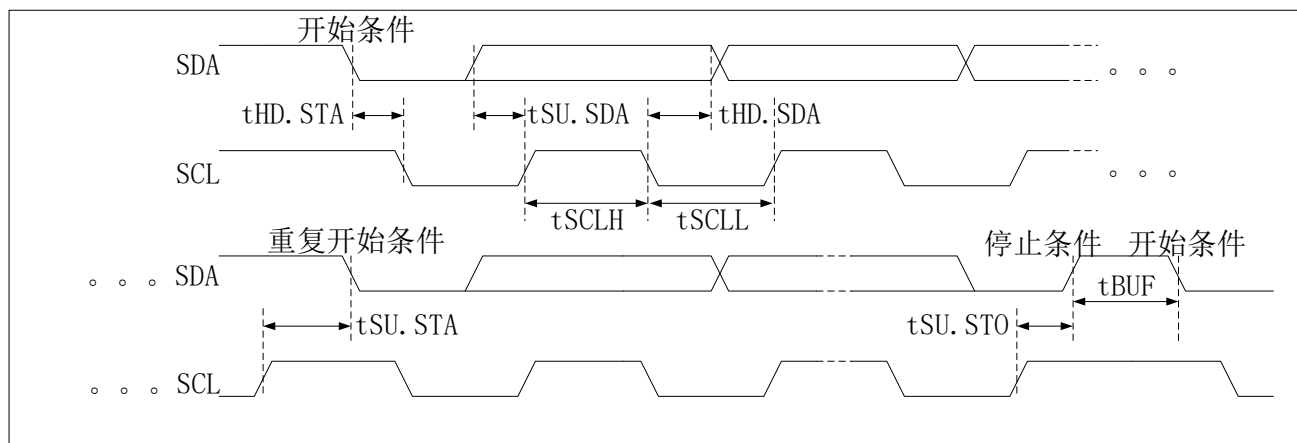 开始条件
SDA 。 。 。
tHD.STA tSU.SDA tHD.SDA
SCL 。 。 。
tSCLH tSCLL
重复开始条件 停止条件 开始条件
。 。 。 SDA tBUF
tSU.STA tSU.STO
。 。 。 SCL